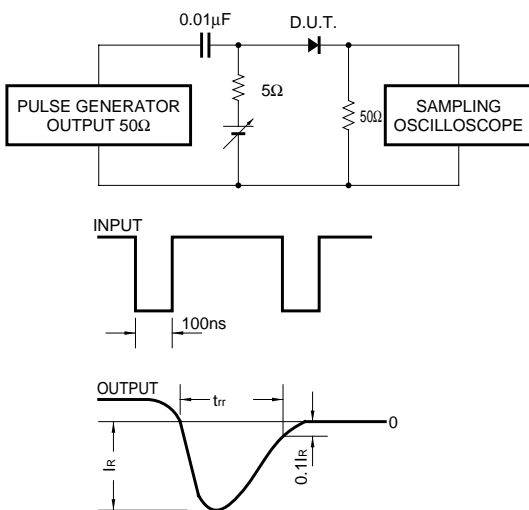 0.01μF
D.U.T.
5Ω
PULSE GENERATOR
OUTPUT 50Ω
50Ω
SAMPLING
OSCILLOSCOPE
INPUT
100ns
OUTPUT
trr
0
IR
0.1IR